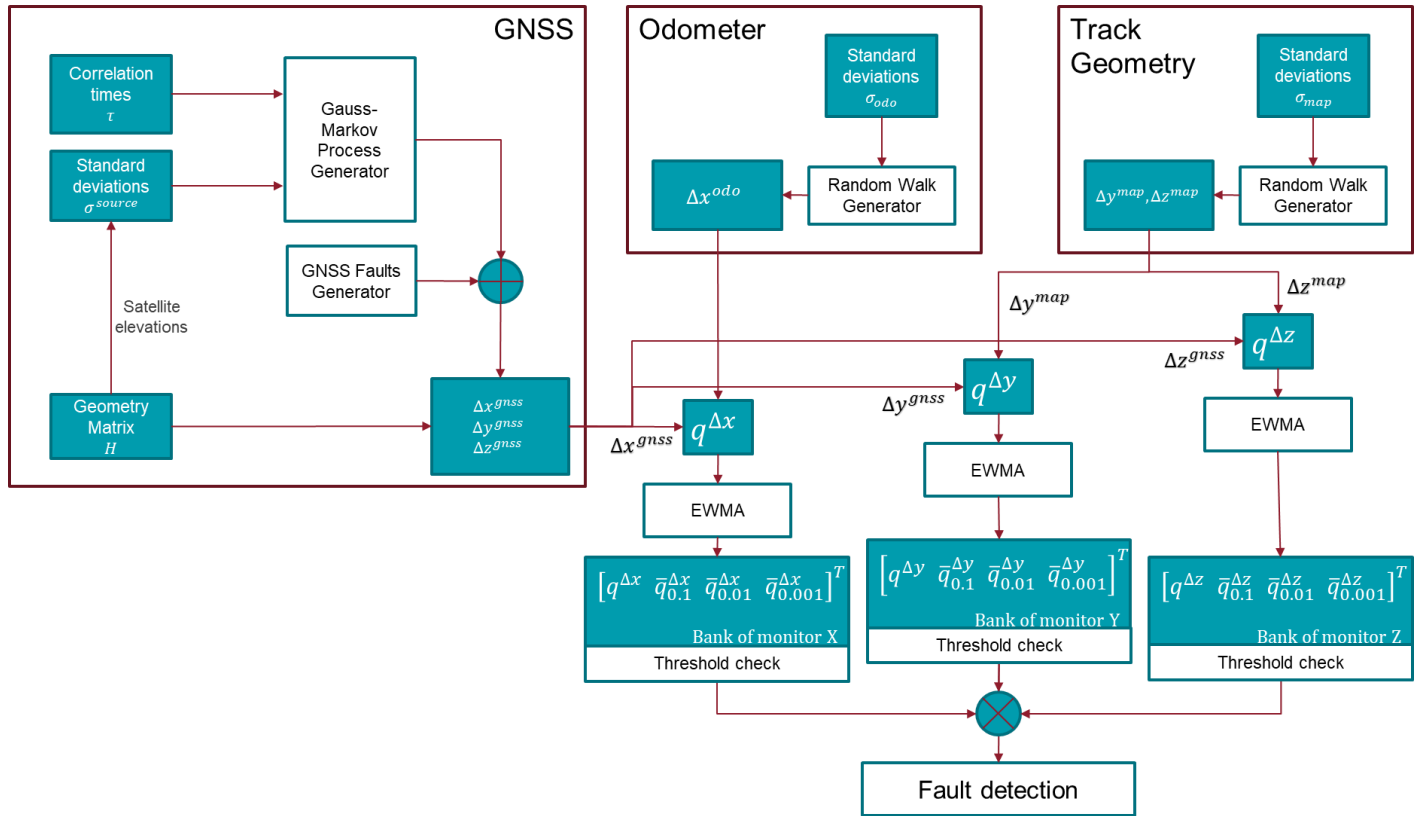 GNSS
Correlation
times
τ
Gauss-
Markov
Process
Generator
Standard
deviations
σ^source
GNSS Faults
Generator
Satellite
elevations
Geometry
Matrix
H
Δx^gnss
Δy^gnss
Δz^gnss
Odometer
Standard
deviations
σ_odo
Δx^odo
Random Walk
Generator
Track
Geometry
Standard
deviations
σ_map
Δy^map, Δz^map
Random Walk
Generator
Δy^map
Δz^map
Δx^gnss
Δy^gnss
Δz^gnss
q^Δx
q^Δy
q^Δz
EWMA
EWMA
EWMA
[q^Δx q̅^Δx_0.1 q̅^Δx_0.01 q̅^Δx_0.001]^T
Bank of monitor X
Threshold check
[q^Δy q̅^Δy_0.1 q̅^Δy_0.01 q̅^Δy_0.001]^T
Bank of monitor Y
Threshold check
[q^Δz q̅^Δz_0.1 q̅^Δz_0.01 q̅^Δz_0.001]^T
Bank of monitor Z
Threshold check
Fault detection